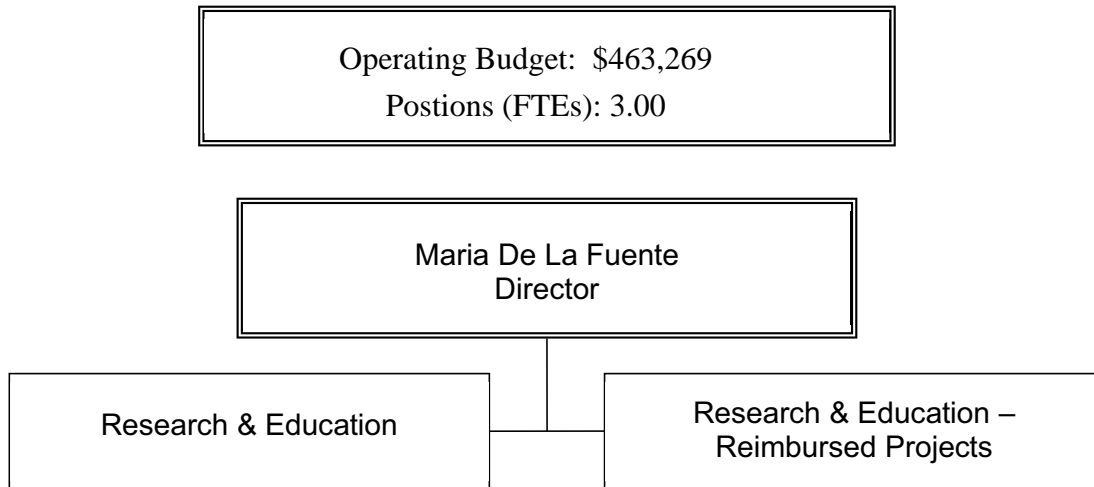 Operating Budget:  $463,269
Postions (FTEs): 3.00
Maria De La Fuente
Director
Research & Education
Research & Education –
Reimbursed Projects